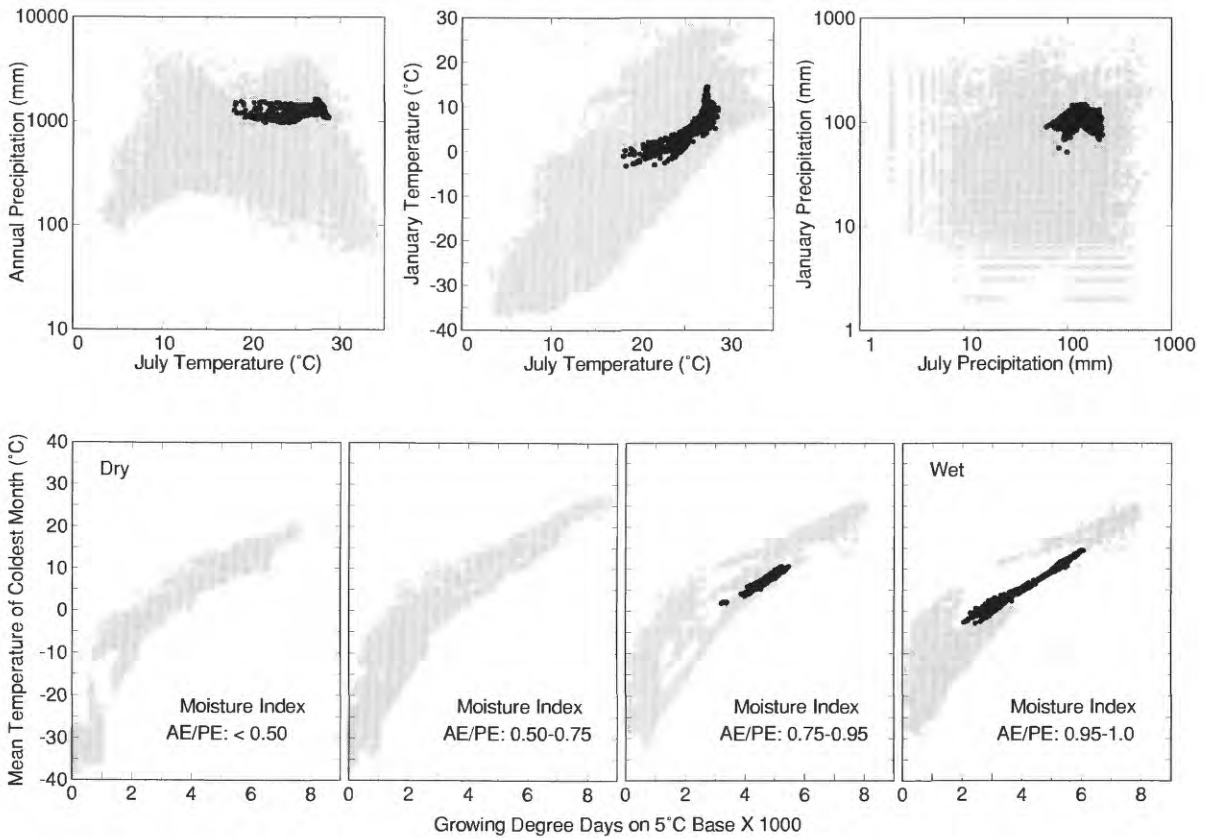 10000
1000
100
10
Annual Precipitation (mm)
0
10
20
30
July Temperature (°C)
30
20
10
0
-10
-20
-30
-40
January Temperature (°C)
0
10
20
30
July Temperature (°C)
1000
100
10
1
January Precipitation (mm)
1
10
100
1000
July Precipitation (mm)
40
30
20
10
0
-10
-20
-30
-40
Mean Temperature of Coldest Month (°C)
Dry
Moisture Index
AE/PE: < 0.50
0 2 4 6 8
Moisture Index
AE/PE: 0.50-0.75
0 2 4 6 8
Moisture Index
AE/PE: 0.75-0.95
0 2 4 6 8
Wet
Moisture Index
AE/PE: 0.95-1.0
0 2 4 6 8
Growing Degree Days on 5°C Base X 1000